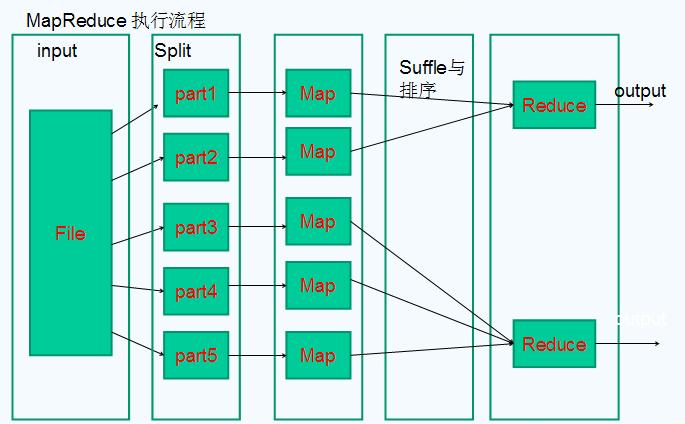 MapReduce 执行流程
input
Split
Suffle与
排序
File
part1
part2
part3
part4
part5
Map
Map
Map
Map
Map
Reduce
output
Reduce
output